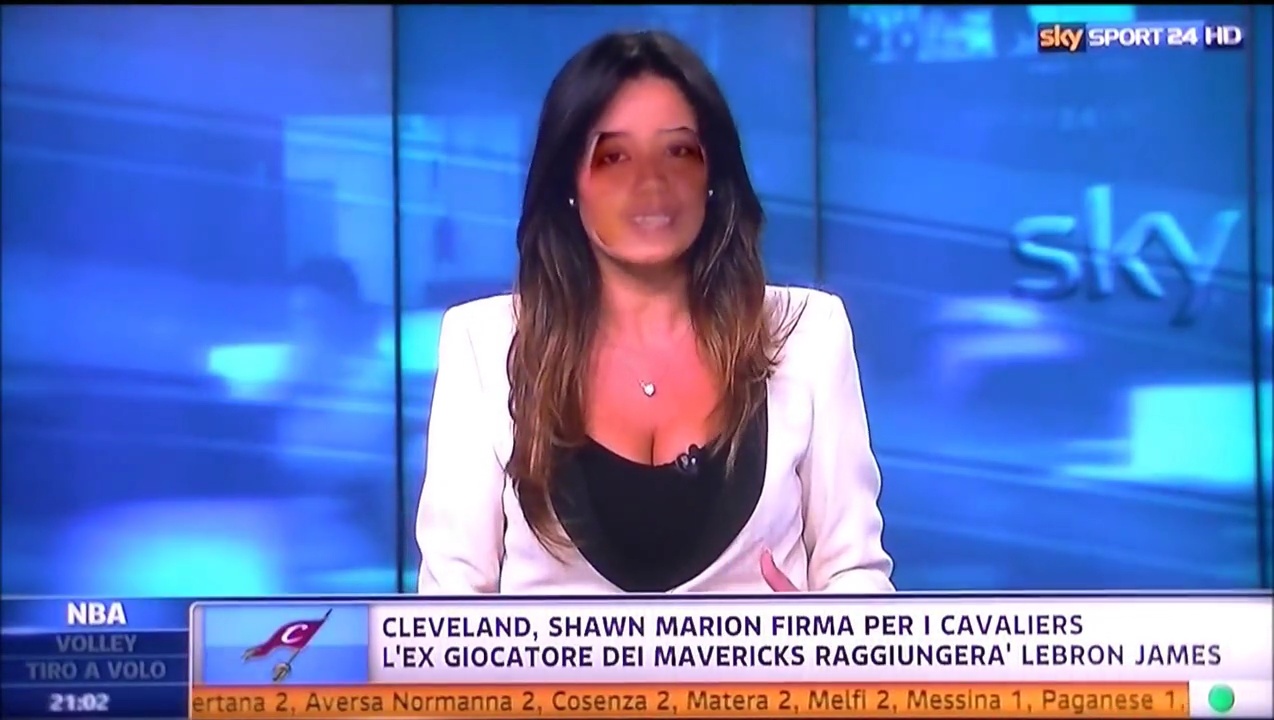 sky SPORT 24 HD
sky
NBA
VOLLEY
TIRO A VOLO
21:02
C
CLEVELAND, SHAWN MARION FIRMA PER I CAVALIERS
L'EX GIOCATORE DEI MAVERICKS RAGGIUNGERA' LEBRON JAMES
ertana 2, Aversa Normanna 2, Cosenza 2, Matera 2, Melfi 2, Messina 1, Paganese 1,